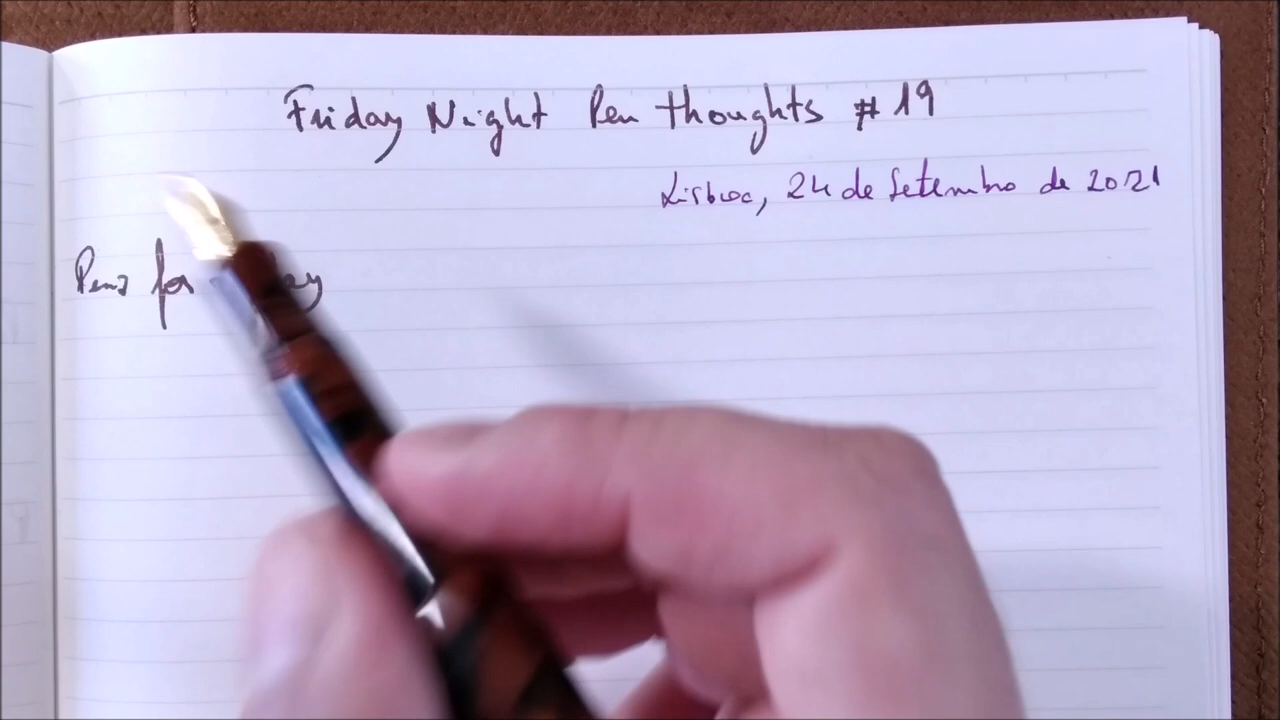 Friday Night Pen thoughts #19
Lisboa, 24 de Setembro de 2021
Pens for